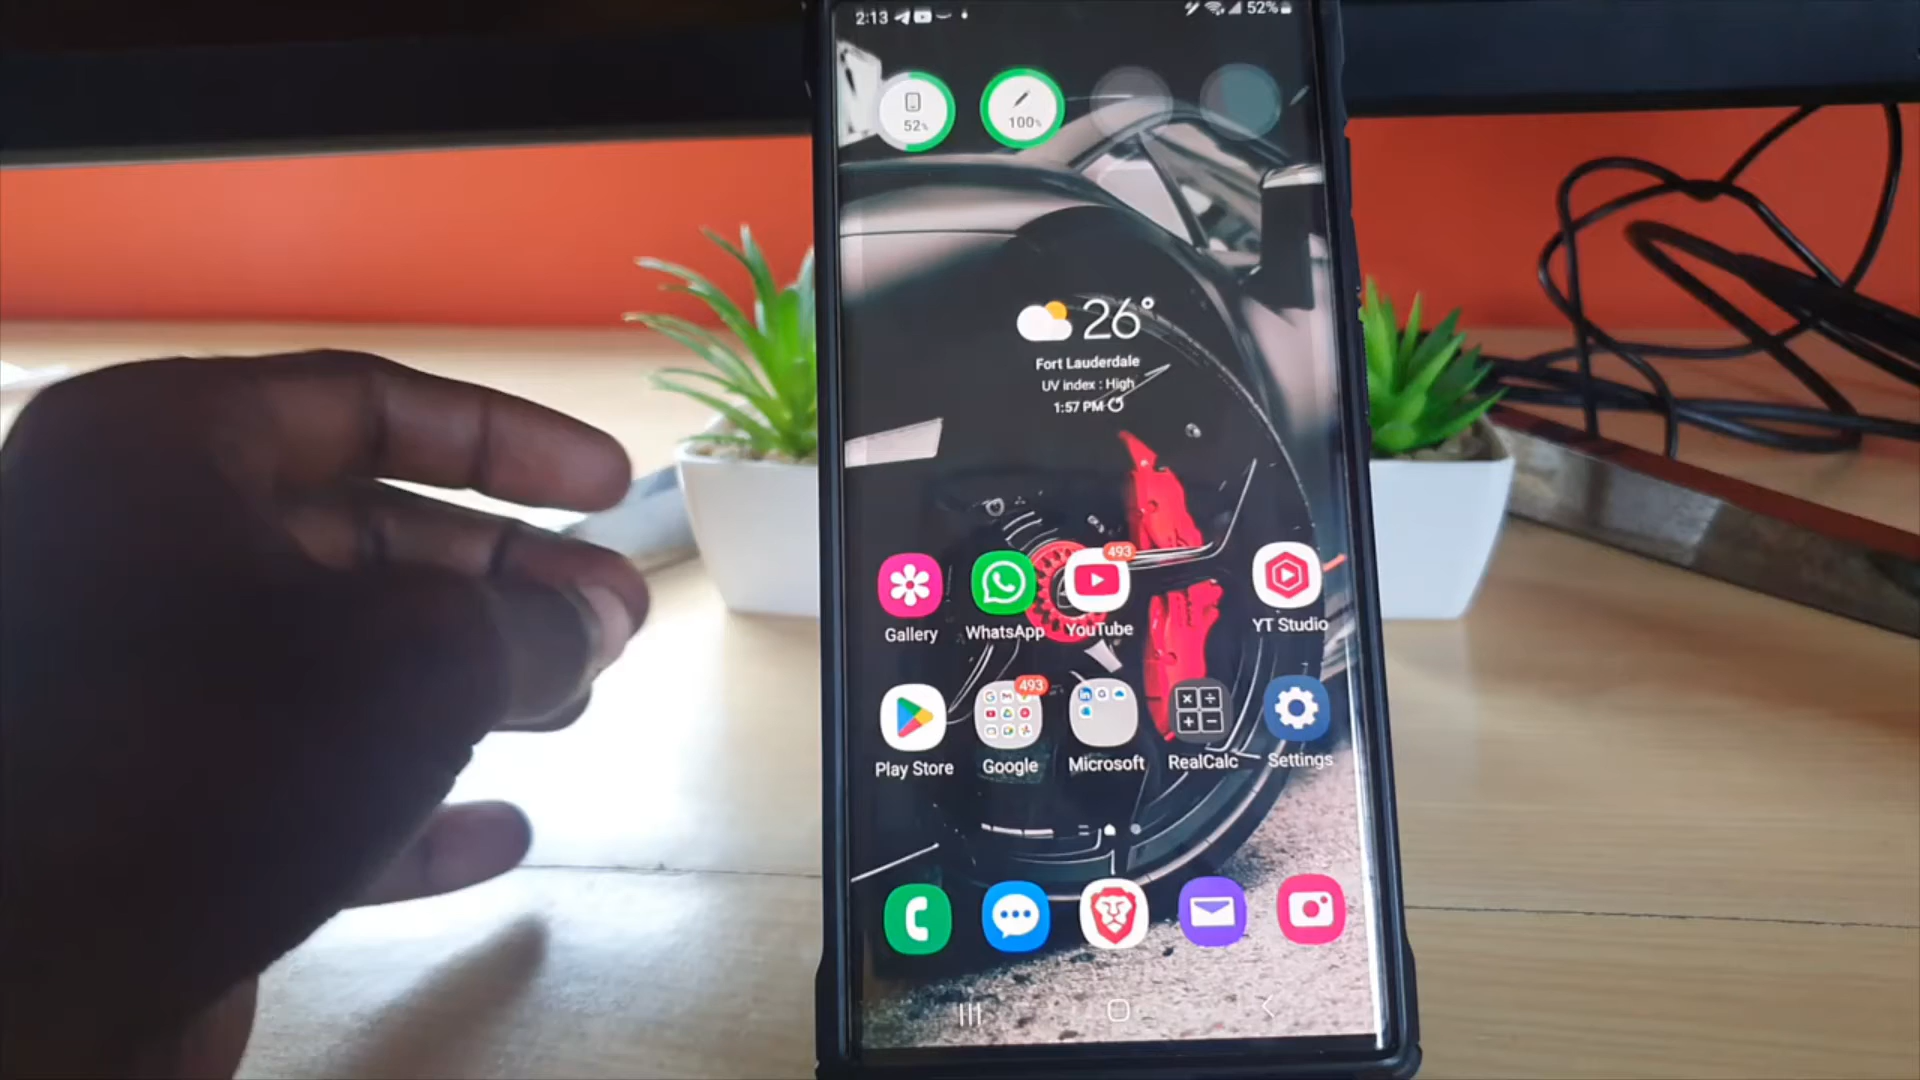 2:13 52%
52% 100%
26°
Fort Lauderdale
UV index : High
1:57 PM
493
Gallery WhatsApp YouTube YT Studio
493
Play Store Google Microsoft RealCalc Settings